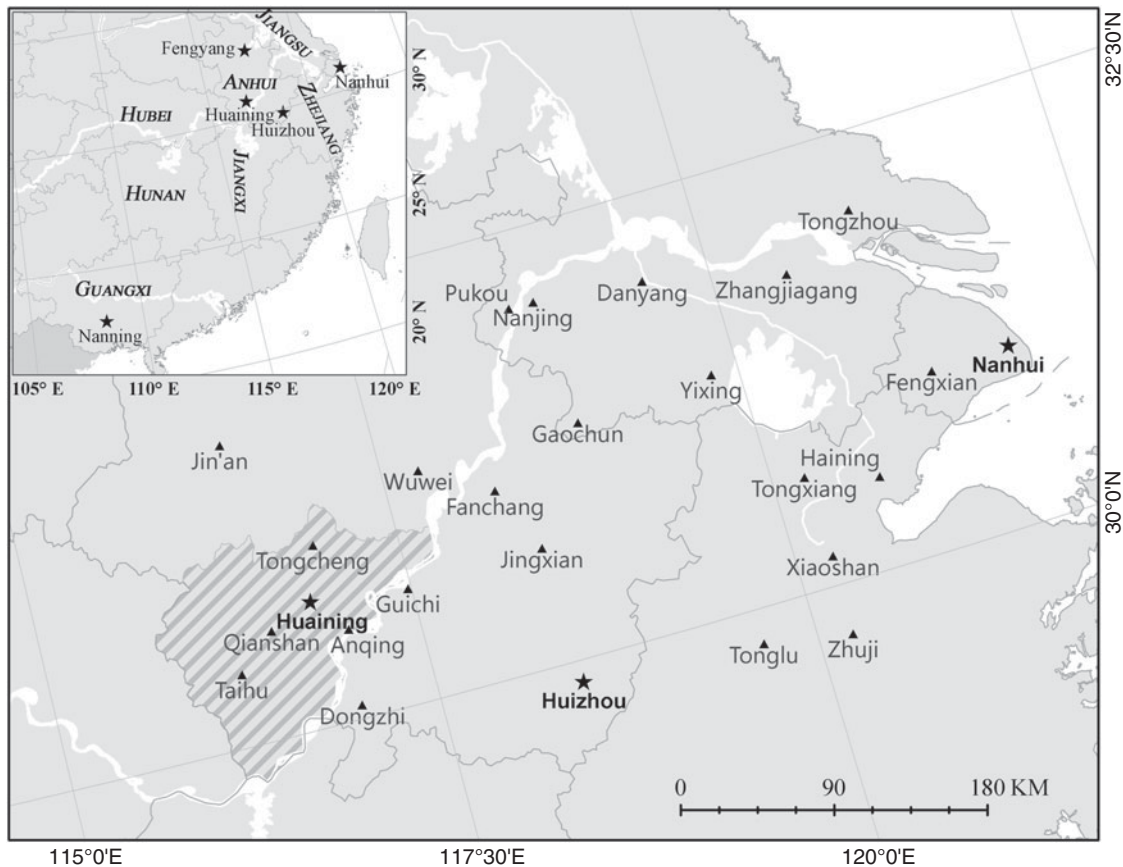 JIANGSU
Fengyang
Nanhui
ANHUI
ZHEJIANG
HUBEI
Huaining
Huizhou
JIANGXI
HUNAN
GUANGXI
Nanning
105° E
110° E
115° E
120° E
30° N
25° N
20° N
32°30'N
Tongzhou
Pukou
Danyang
Zhangjiagang
Nanjing
Nanhui
Yixing
Fengxian
Gaochun
Jin'an
Haining
Wuwei
Tongxiang
Fanchang
Tongcheng
Jingxian
Xiaoshan
30°0'N
Guichi
Huaining
Qianshan
Anqing
Tonglu
Zhuji
Taihu
Huizhou
Dongzhi
0
90
180 KM
115°0'E
117°30'E
120°0'E